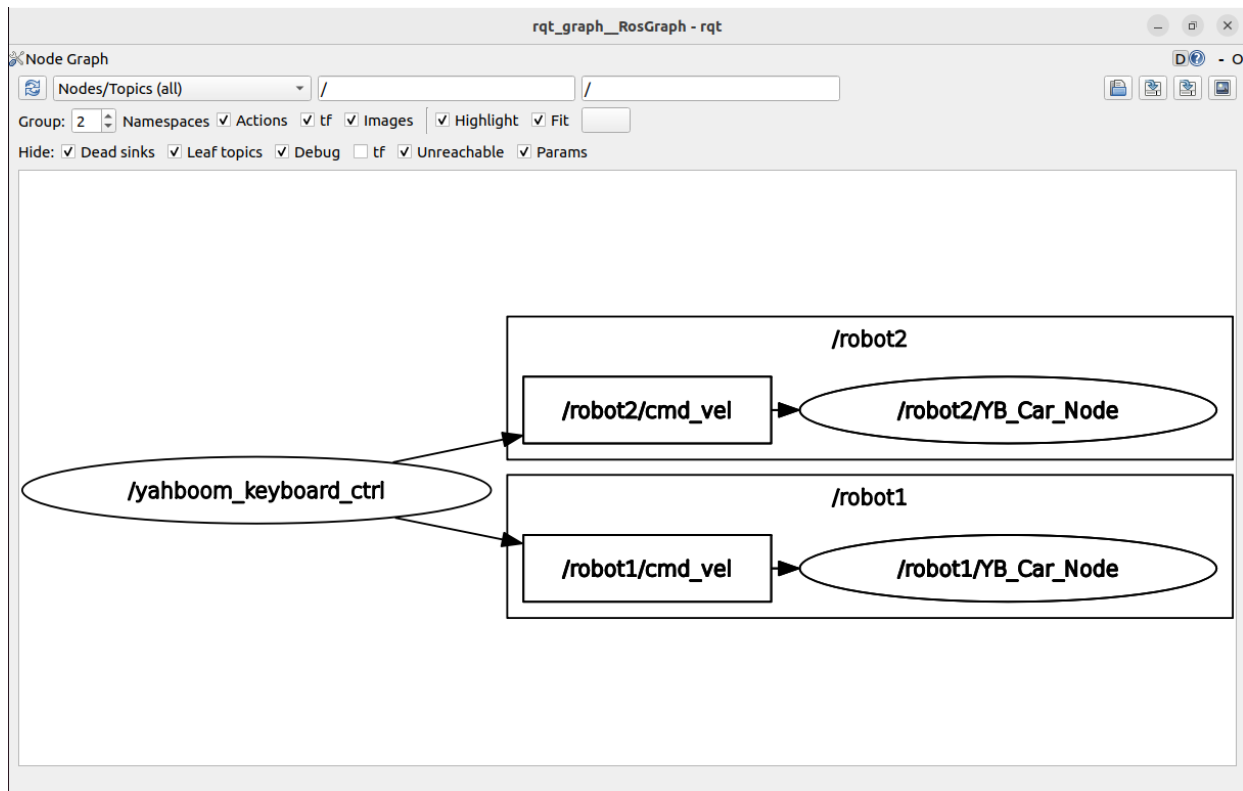 rqt_graph__RosGraph - rqt
Node Graph
D ? - O
Nodes/Topics (all) / /
Group: 2 Namespaces Actions tf Images Highlight Fit
Hide: Dead sinks Leaf topics Debug tf Unreachable Params
/robot2
/robot2/cmd_vel /robot2/YB_Car_Node
/yahboom_keyboard_ctrl
/robot1
/robot1/cmd_vel /robot1/YB_Car_Node